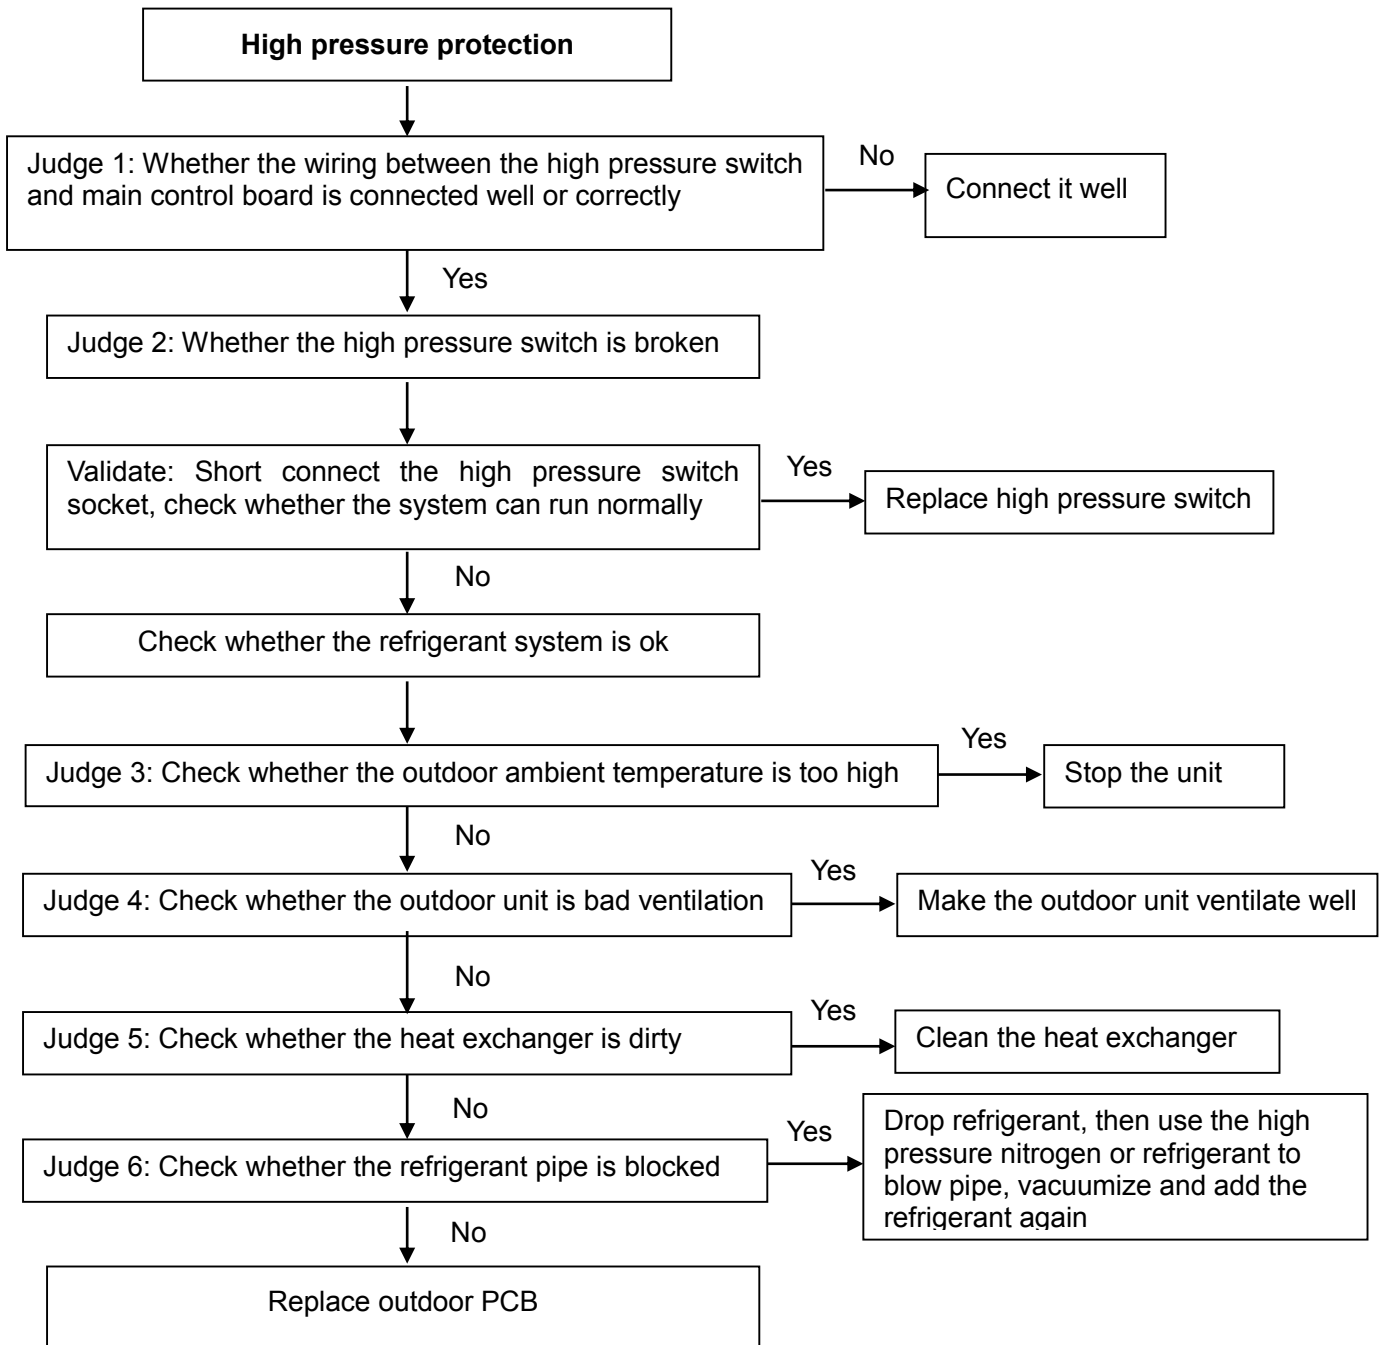 High pressure protection
Judge 1: Whether the wiring between the high pressure switch
and main control board is connected well or correctly
No
Connect it well
Yes
Judge 2: Whether the high pressure switch is broken
Validate: Short connect the high pressure switch
socket, check whether the system can run normally
Yes
Replace high pressure switch
No
Check whether the refrigerant system is ok
Judge 3: Check whether the outdoor ambient temperature is too high
Yes
Stop the unit
No
Judge 4: Check whether the outdoor unit is bad ventilation
Yes
Make the outdoor unit ventilate well
No
Judge 5: Check whether the heat exchanger is dirty
Yes
Clean the heat exchanger
No
Judge 6: Check whether the refrigerant pipe is blocked
Yes
Drop refrigerant, then use the high
pressure nitrogen or refrigerant to
blow pipe, vacuumize and add the
refrigerant again
No
Replace outdoor PCB